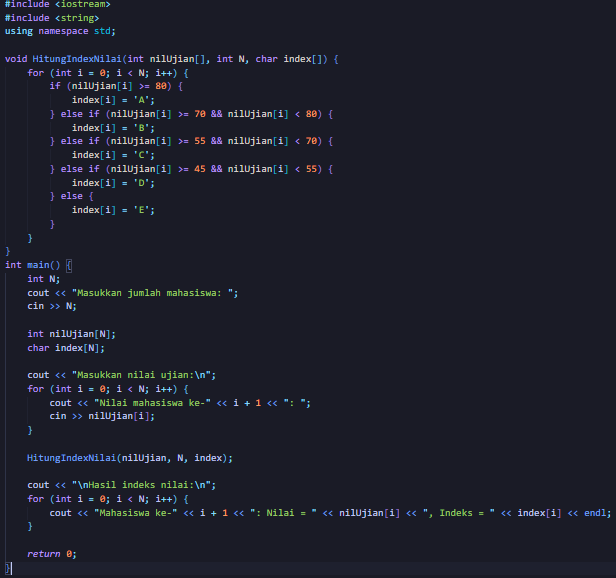 #include <iostream>
#include <string>
using namespace std;

void HitungIndexNilai(int nilUjian[], int N, char index[]) {
    for (int i = 0; i < N; i++) {
        if (nilUjian[i] >= 80) {
            index[i] = 'A';
        } else if (nilUjian[i] >= 70 && nilUjian[i] < 80) {
            index[i] = 'B';
        } else if (nilUjian[i] >= 55 && nilUjian[i] < 70) {
            index[i] = 'C';
        } else if (nilUjian[i] >= 45 && nilUjian[i] < 55) {
            index[i] = 'D';
        } else {
            index[i] = 'E';
        }
    }
}
int main() {
    int N;
    cout << "Masukkan jumlah mahasiswa: ";
    cin >> N;

    int nilUjian[N];
    char index[N];

    cout << "Masukkan nilai ujian:\n";
    for (int i = 0; i < N; i++) {
        cout << "Nilai mahasiswa ke-" << i + 1 << ": ";
        cin >> nilUjian[i];
    }

    HitungIndexNilai(nilUjian, N, index);

    cout << "\nHasil indeks nilai:\n";
    for (int i = 0; i < N; i++) {
        cout << "Mahasiswa ke-" << i + 1 << ": Nilai = " << nilUjian[i] << ", Indeks = " << index[i] << endl;
    }

    return 0;
}